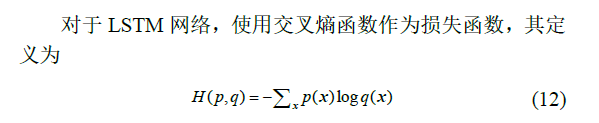 对于 LSTM 网络，使用交叉熵函数作为损失函数，其定
义为
H(p,q)=−∑ₓ p(x)log q(x) (12)